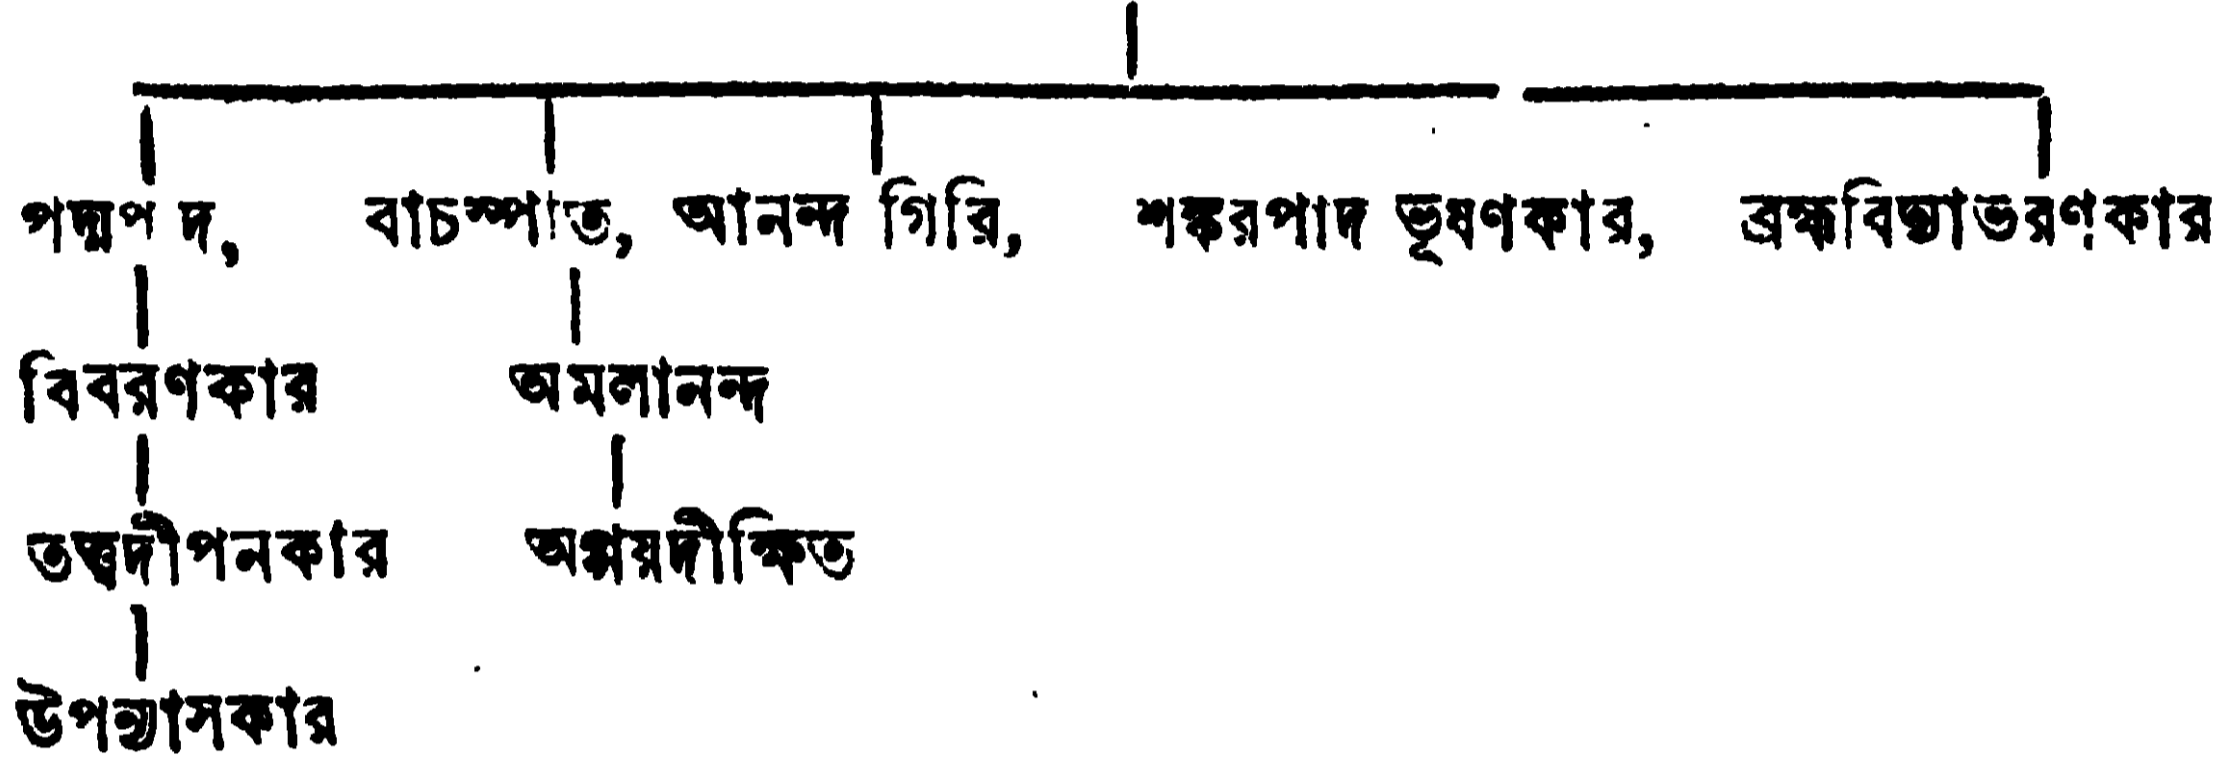 পদ্মপাদ, বাচস্পতি, আনন্দ গিরি, শঙ্করপাদ ভূষণকার, ব্রহ্মবিদ্যাভরণকার
বিবরণকার অমলানন্দ
তত্ত্বদীপনকার অপ্পয়দীক্ষিত
উপন্যাসকার